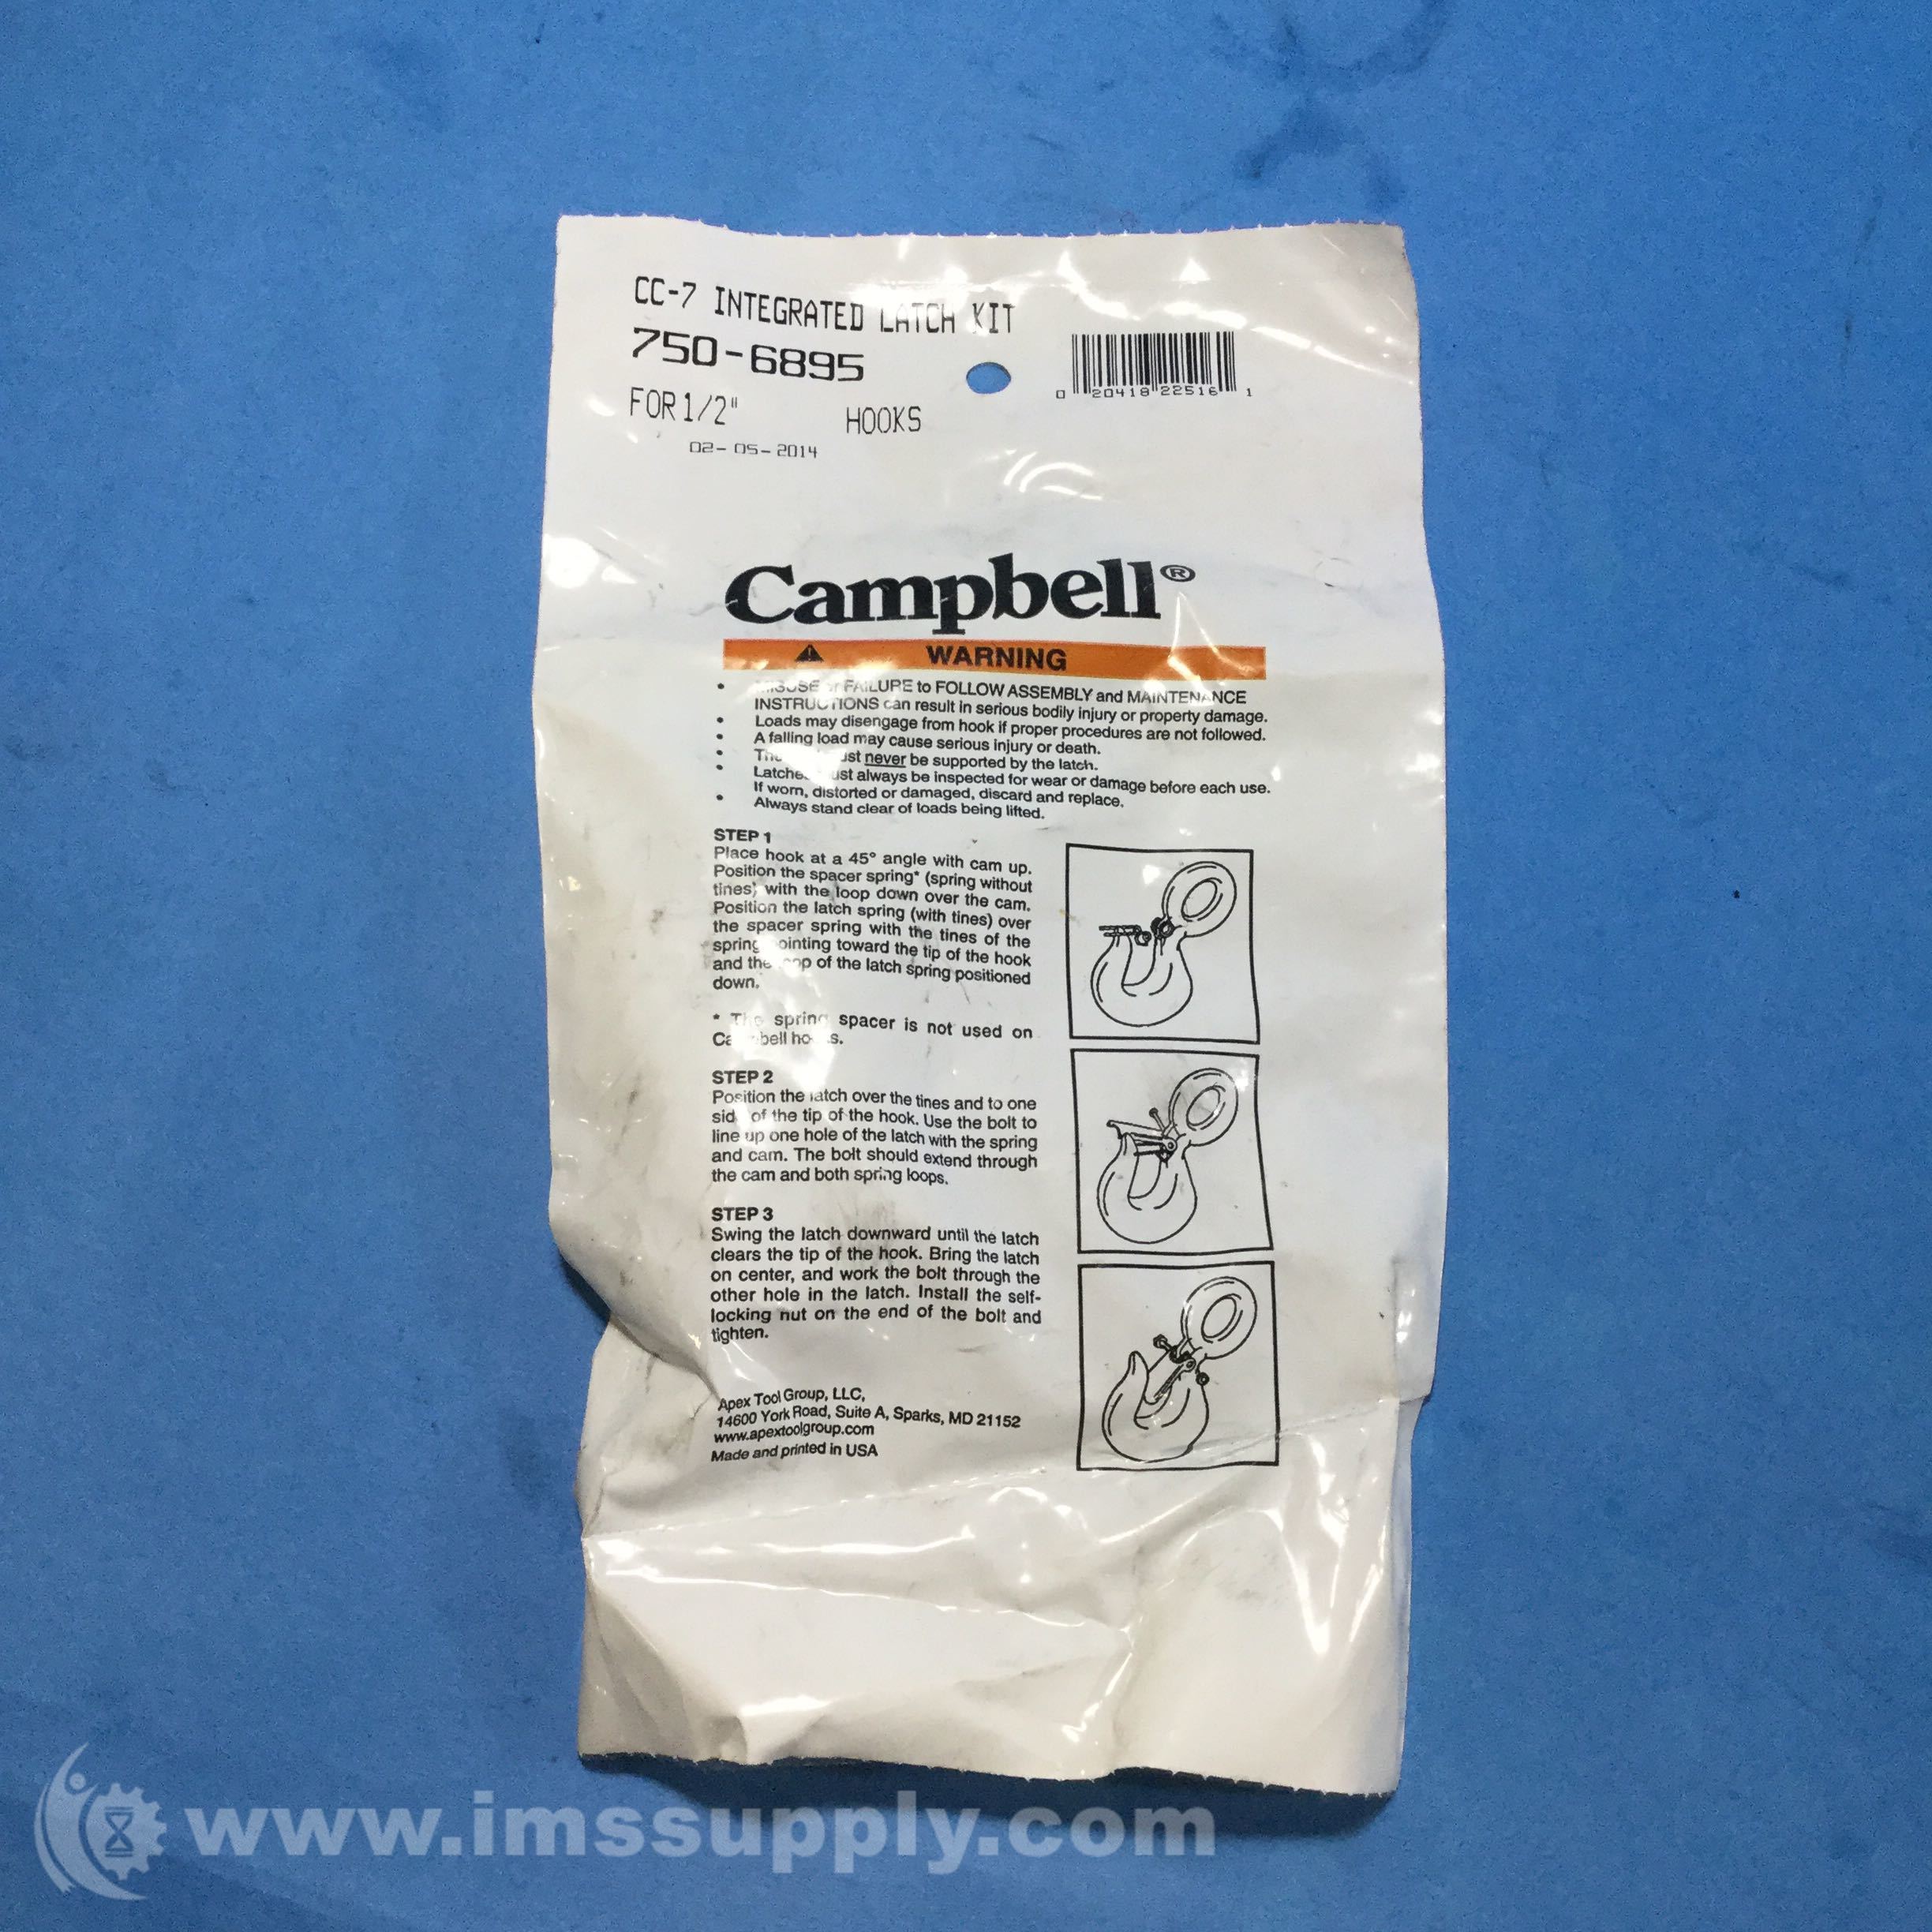 CC-7 INTEGRATED LATCH KIT
750-6895
FOR 1/2" HOOKS
02-05-2014
0 20418 22516 1
Campbell®
WARNING
• MISUSE or FAILURE to FOLLOW ASSEMBLY and MAINTENANCE
INSTRUCTIONS can result in serious bodily injury or property damage.
• Loads may disengage from hook if proper procedures are not followed.
• A falling load may cause serious injury or death.
• never be supported by the latch.
• must always be inspected for wear or damage before each use.
If worn, distorted or damaged, discard and replace.
• Always stand clear of loads being lifted.
STEP 1
Place hook at a 45° angle with cam up.
Position the spacer spring* (spring without
tines) with the loop down over the cam.
Position the latch spring (with tines) over
the spacer spring with the tines of the
spring pointing toward the tip of the hook
and the loop of the latch spring positioned
down.
* The spring spacer is not used on
Campbell hooks.
STEP 2
Position the latch over the tines and to one
side of the tip of the hook. Use the bolt to
line up one hole of the latch with the spring
and cam. The bolt should extend through
the cam and both spring loops.
STEP 3
Swing the latch downward until the latch
clears the tip of the hook. Bring the latch
on center, and work the bolt through the
other hole in the latch. Install the self-
locking nut on the end of the bolt and
tighten.
Apex Tool Group, LLC,
14600 York Road, Suite A, Sparks, MD 21152
www.apextoolgroup.com
Made and printed in USA
www.imssupply.com